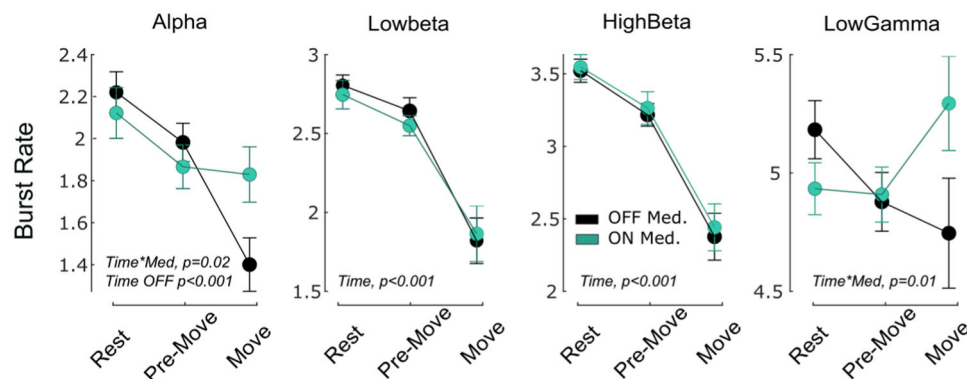 Alpha
Lowbeta
HighBeta
LowGamma
Burst Rate
2.4
2.2
2
1.8
1.6
1.4
Time*Med, p=0.02
Time OFF p<0.001
Rest
Pre-Move
Move
3
2.5
2
1.5
Time, p<0.001
Rest
Pre-Move
Move
3.5
3
2.5
2
OFF Med.
ON Med.
Time, p<0.001
Rest
Pre-Move
Move
5.5
5
4.5
Time*Med, p=0.01
Rest
Pre-Move
Move